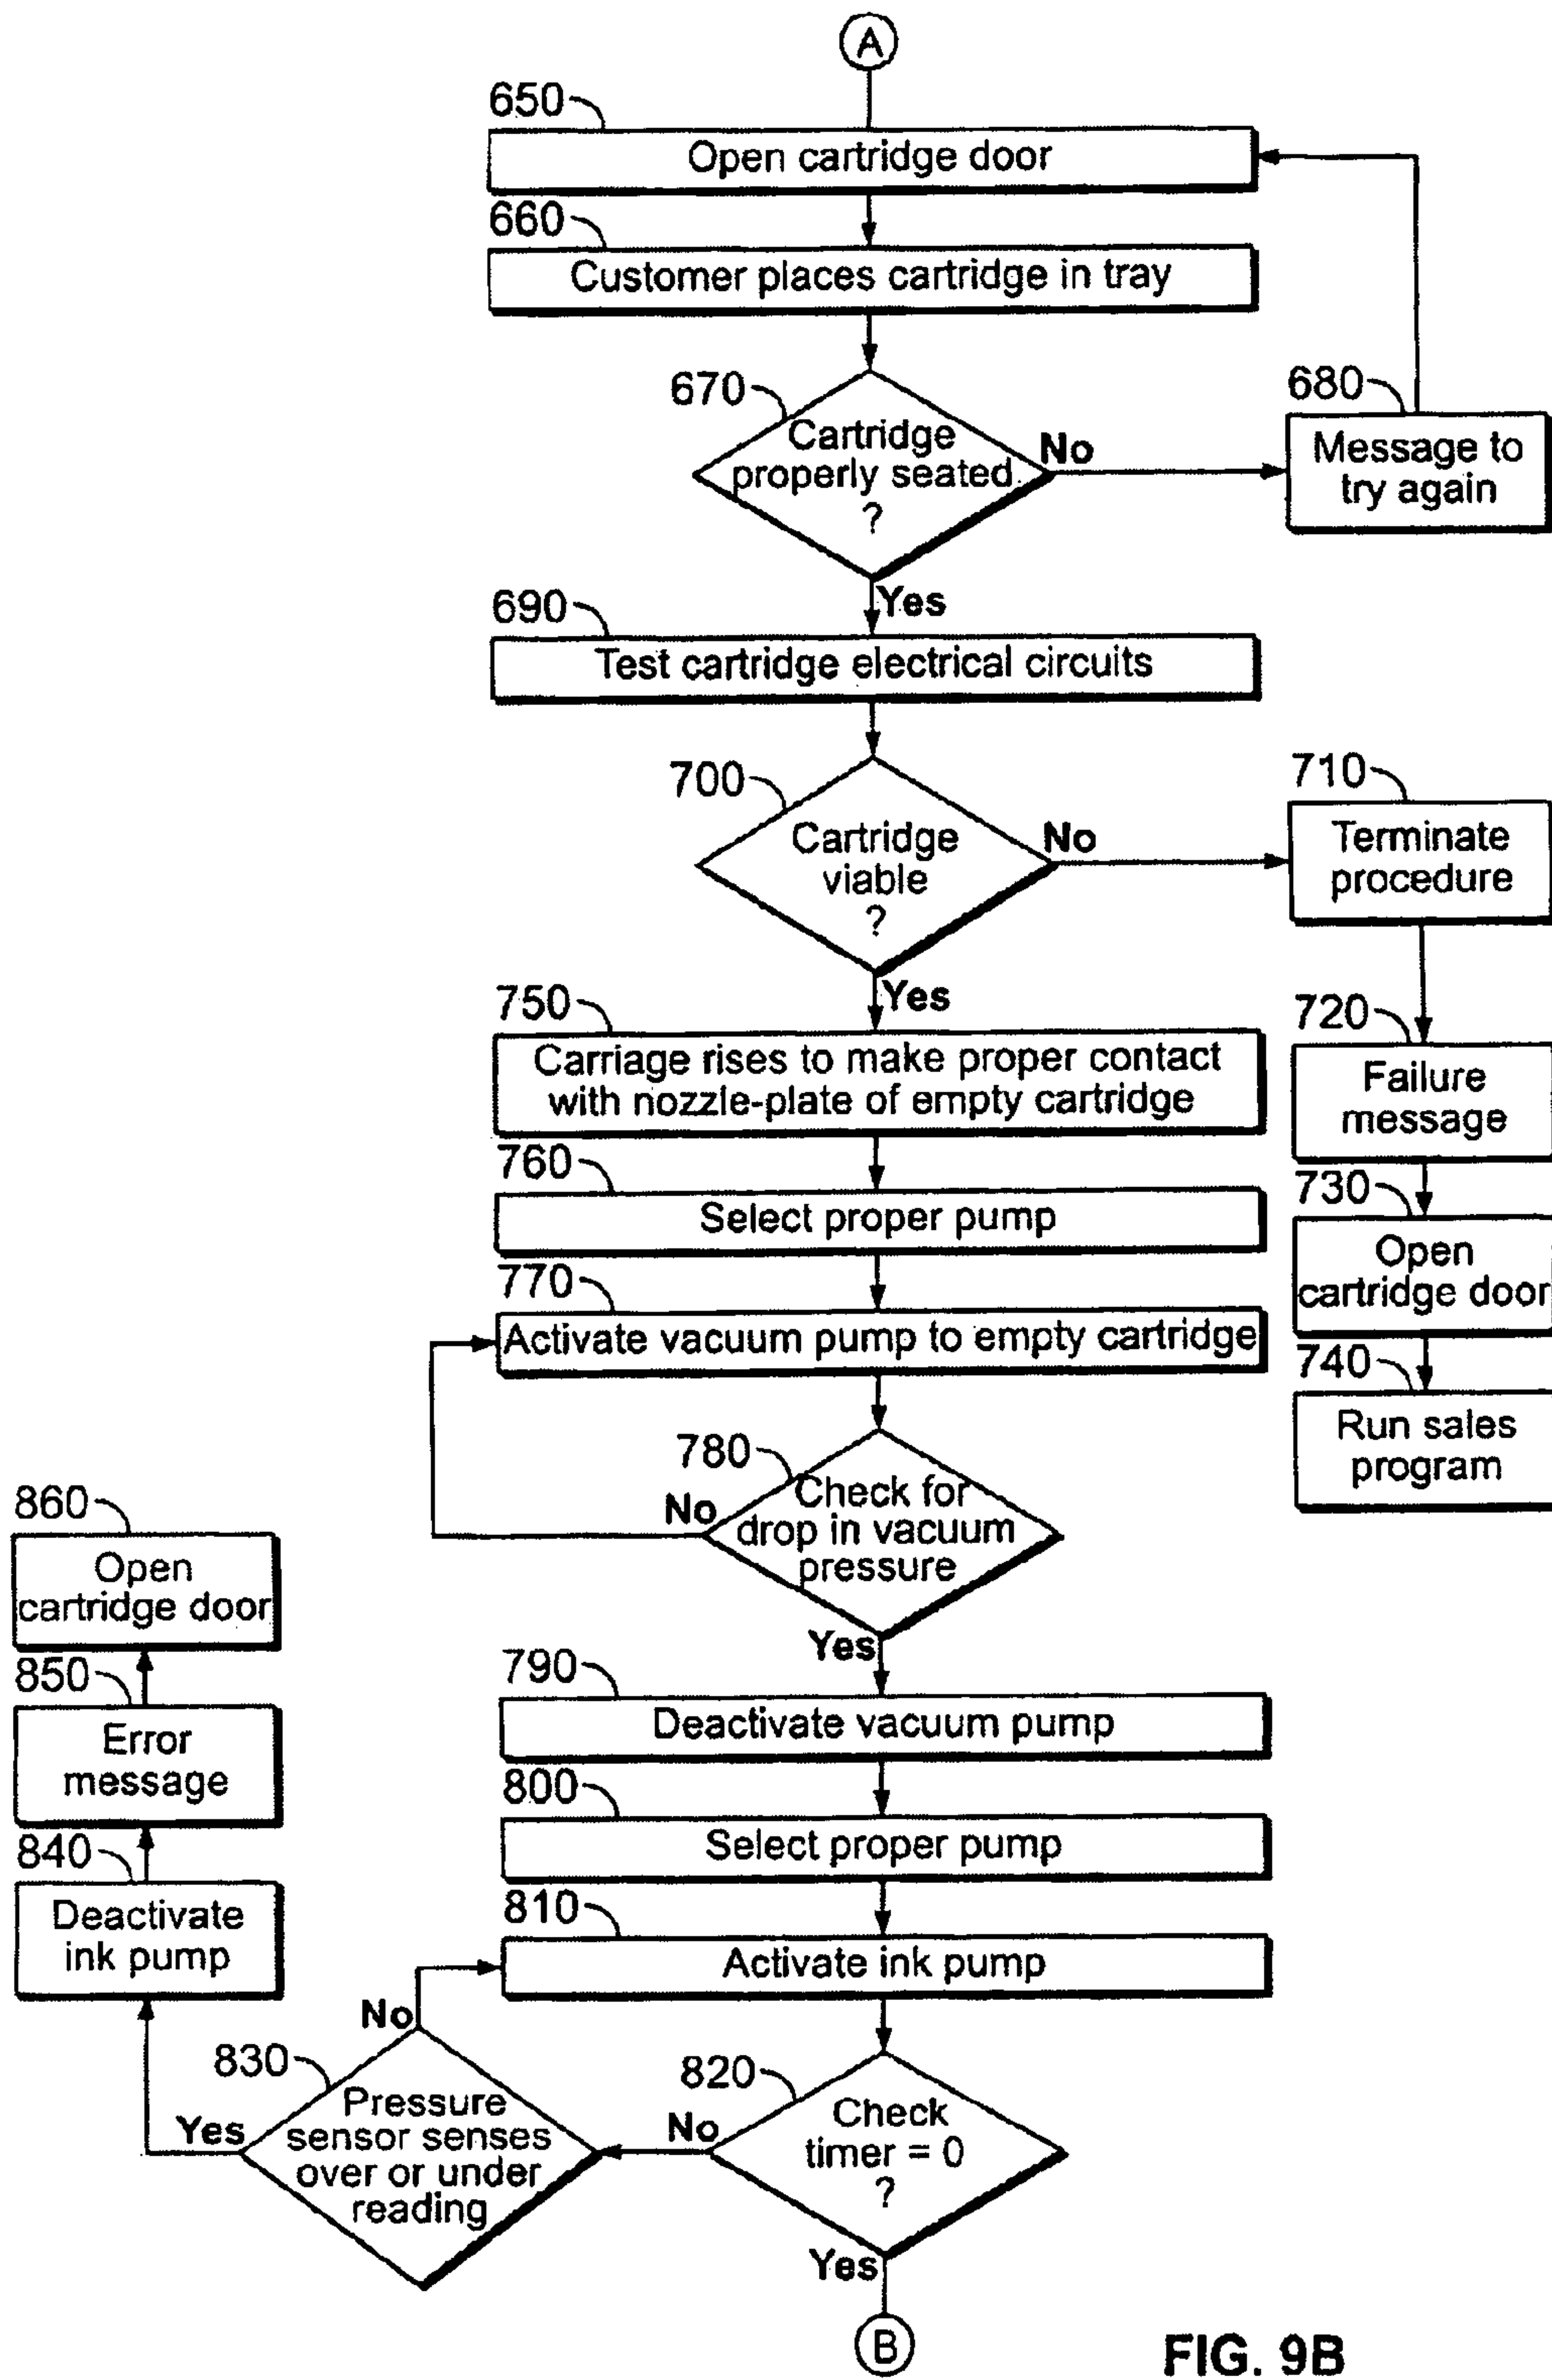 A
650
Open cartridge door
660
Customer places cartridge in tray
670
Cartridge
properly seated
?
No
680
Message to
try again
Yes
690
Test cartridge electrical circuits
700
Cartridge
viable
?
No
710
Terminate
procedure
Yes
750
Carriage rises to make proper contact
with nozzle-plate of empty cartridge
720
Failure
message
760
Select proper pump
730
Open
cartridge door
770
Activate vacuum pump to empty cartridge
740
Run sales
program
780
Check for
drop in vacuum
pressure
No
Yes
860
Open
cartridge door
850
Error
message
790
Deactivate vacuum pump
800
Select proper pump
840
Deactivate
ink pump
810
Activate ink pump
No
830
Pressure
sensor senses
over or under
reading
Yes
820
Check
timer = 0
?
No
Yes
B
FIG. 9B